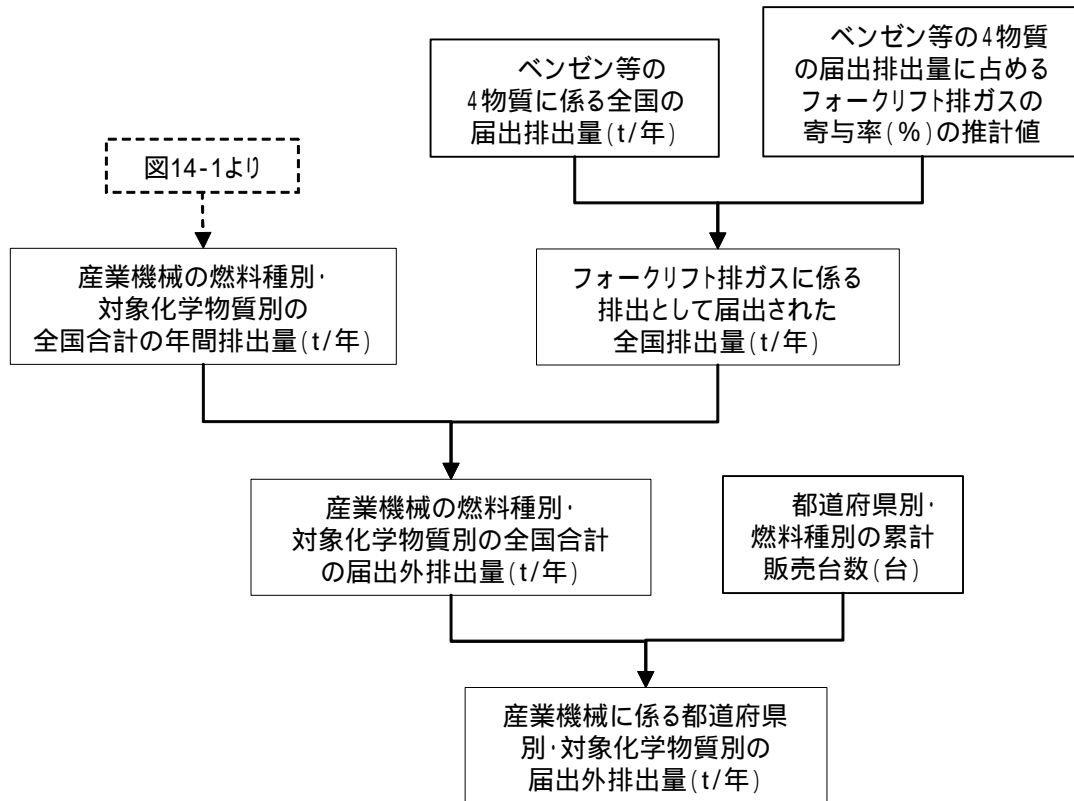 ベンゼン等の
4物質に係る全国の
届出排出量(t/年)
ベンゼン等の4物質
の届出排出量に占める
フォークリフト排ガスの
寄与率(%)の推計値
図14-1より
産業機械の燃料種別・
対象化学物質別の
全国合計の年間排出量(t/年)
フォークリフト排ガスに係る
排出として届出された
全国排出量(t/年)
産業機械の燃料種別・
対象化学物質別の全国合計
の届出外排出量(t/年)
都道府県別・
燃料種別の累計
販売台数(台)
産業機械に係る都道府県
別・対象化学物質別の
届出外排出量(t/年)